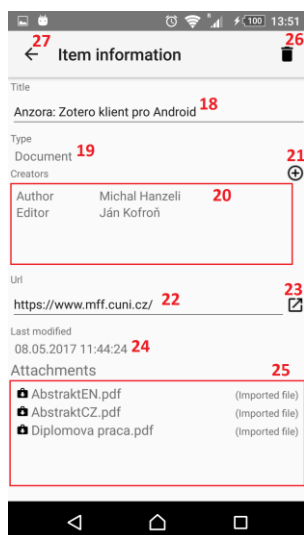 100 13:51
27 26
Item information
Title
Anzora: Zotero klient pro Android 18
Type
Document 19 21
Creators
Author Michal Hanzeli 20
Editor Ján Kofroň
Url
https://www.mff.cuni.cz/ 22 23
Last modified
08.05.2017 11:44:24 24
Attachments 25
AbstraktEN.pdf (Imported file)
AbstraktCZ.pdf (Imported file)
Diplomova praca.pdf (Imported file)